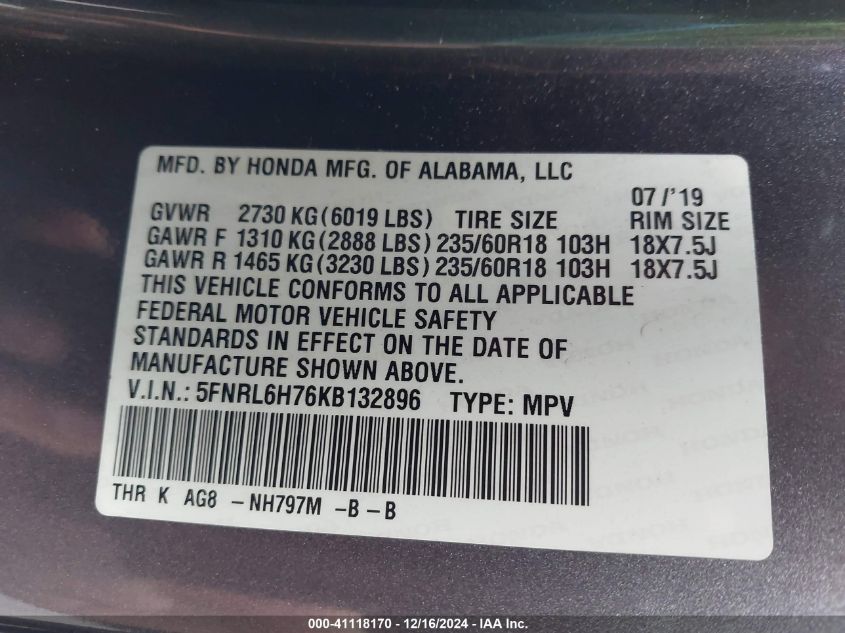 MFD. BY HONDA MFG. OF ALABAMA, LLC
07/'19
GVWR 2730 KG(6019 LBS) TIRE SIZE RIM SIZE
GAWR F 1310 KG(2888 LBS) 235/60R18 103H 18X7.5J
GAWR R 1465 KG(3230 LBS) 235/60R18 103H 18X7.5J
THIS VEHICLE CONFORMS TO ALL APPLICABLE
FEDERAL MOTOR VEHICLE SAFETY
STANDARDS IN EFFECT ON THE DATE OF
MANUFACTURE SHOWN ABOVE.
V.I.N.: 5FNRL6H76KB132896 TYPE: MPV
THR K AG8 -NH797M -B-B
000-41118170 - 12/16/2024 - IAA Inc.